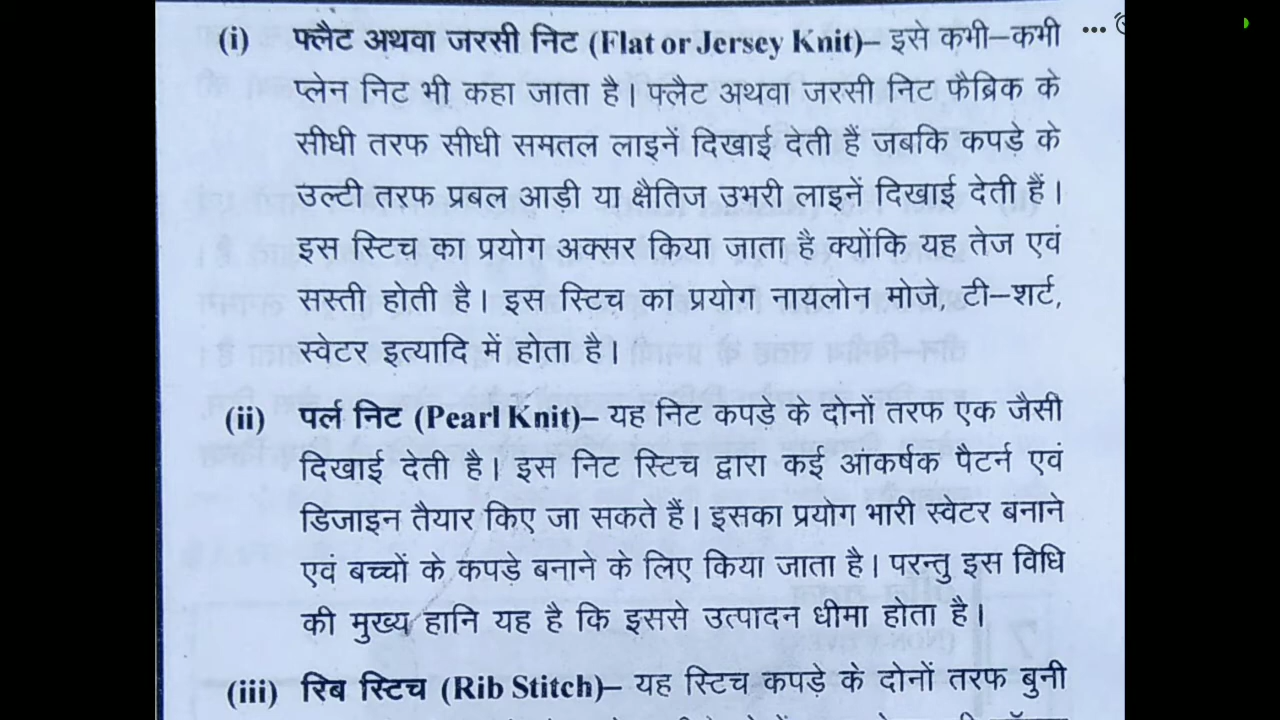 (i) फ्लैट अथवा जरसी निट (Flat or Jersey Knit)– इसे कभी–कभी
प्लेन निट भी कहा जाता है। फ्लैट अथवा जरसी निट फैब्रिक के
सीधी तरफ सीधी समतल लाइनें दिखाई देती हैं जबकि कपड़े के
उल्टी तरफ प्रबल आड़ी या क्षैतिज उभरी लाइनें दिखाई देती हैं।
इस स्टिच का प्रयोग अक्सर किया जाता है क्योंकि यह तेज एवं
सस्ती होती है। इस स्टिच का प्रयोग नायलोन मोजे, टी–शर्ट,
स्वेटर इत्यादि में होता है।
(ii) पर्ल निट (Pearl Knit)– यह निट कपड़े के दोनों तरफ एक जैसी
दिखाई देती है। इस निट स्टिच द्वारा कई आकर्षक पैटर्न एवं
डिजाइन तैयार किए जा सकते हैं। इसका प्रयोग भारी स्वेटर बनाने
एवं बच्चों के कपड़े बनाने के लिए किया जाता है। परन्तु इस विधि
की मुख्य हानि यह है कि इससे उत्पादन धीमा होता है।
(iii) रिब स्टिच (Rib Stitch)– यह स्टिच कपड़े के दोनों तरफ बुनी